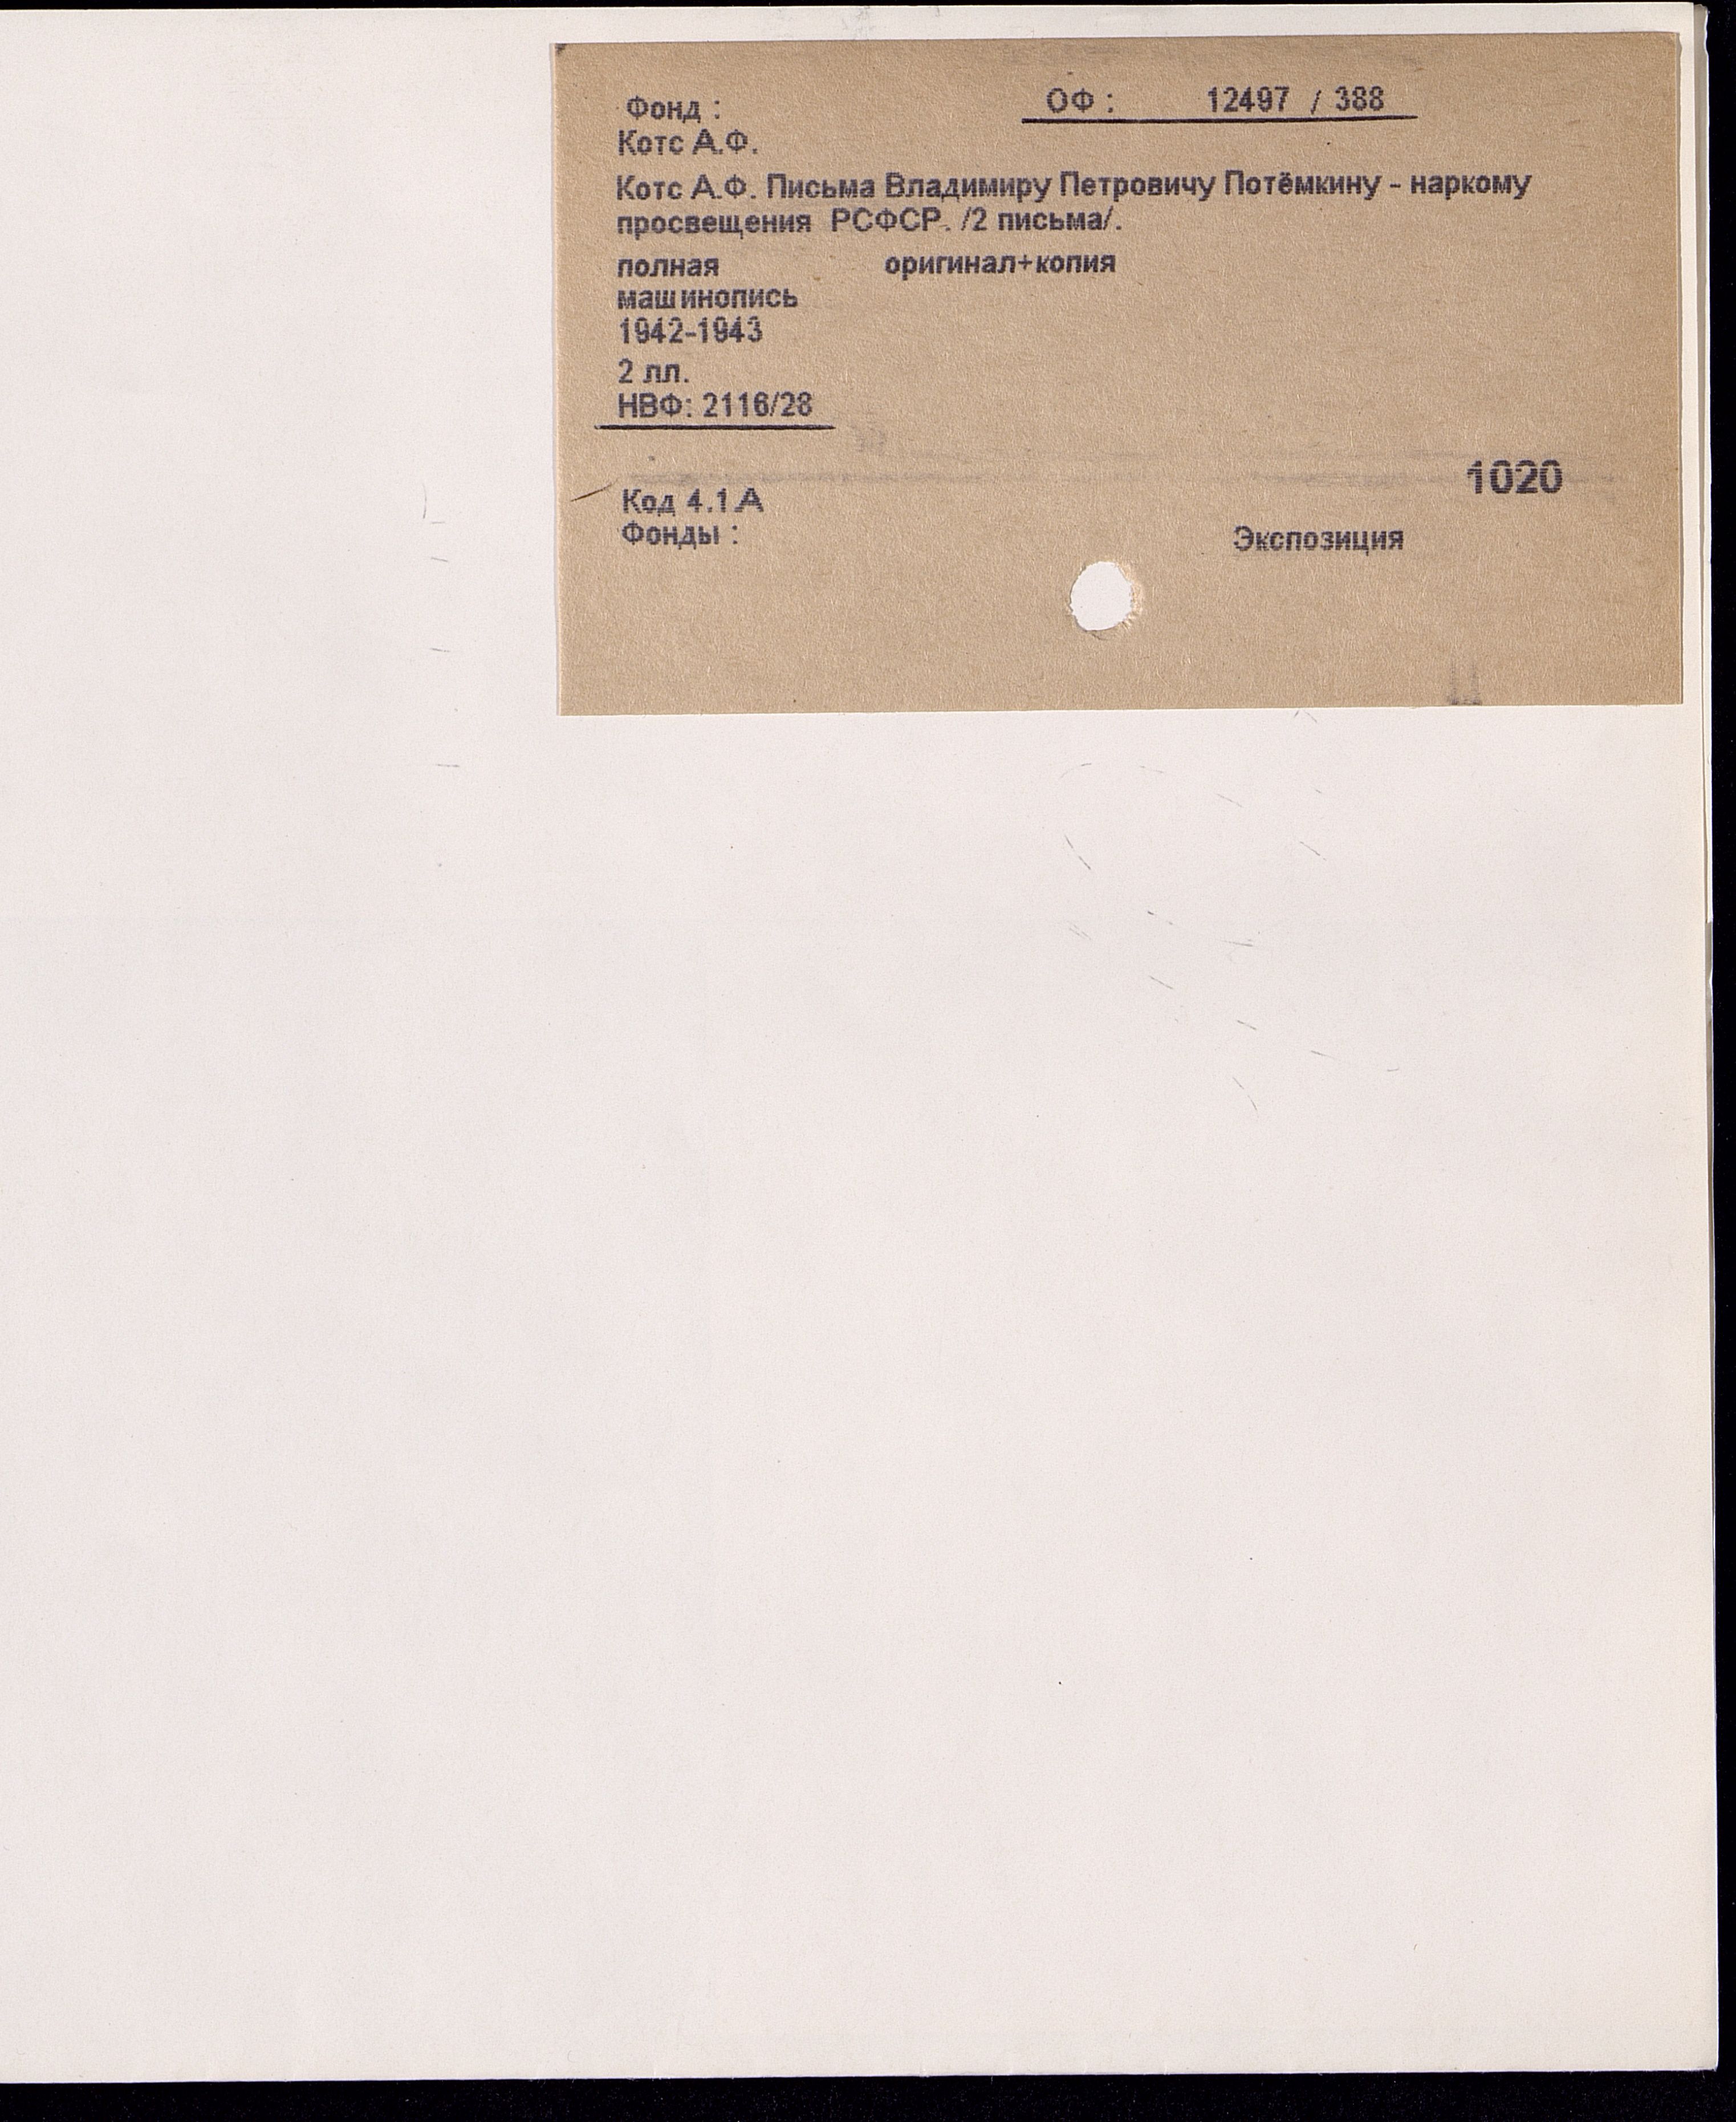 Фонд : ОФ : 12497 / 388
Котс А.Ф.
Котс А.Ф. Письма Владимиру Петровичу Потёмкину - наркому
просвещения РСФСР. /2 письма/.
полная оригинал+копия
машинопись
1942-1943
2 лл.
НВФ: 2116/28
1020
Код 4.1.А
Фонды : Экспозиция